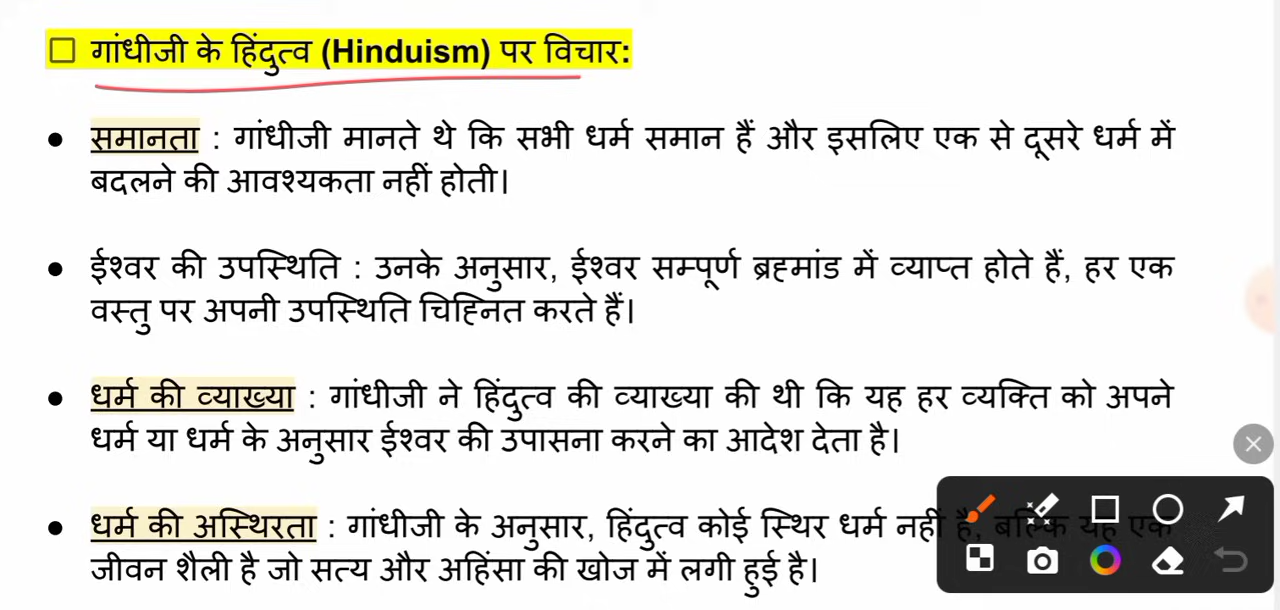 गांधीजी के हिंदुत्व (Hinduism) पर विचार:
● समानता : गांधीजी मानते थे कि सभी धर्म समान हैं और इसलिए एक से दूसरे धर्म में
बदलने की आवश्यकता नहीं होती।
● ईश्वर की उपस्थिति : उनके अनुसार, ईश्वर सम्पूर्ण ब्रह्मांड में व्याप्त होते हैं, हर एक
वस्तु पर अपनी उपस्थिति चिह्नित करते हैं।
● धर्म की व्याख्या : गांधीजी ने हिंदुत्व की व्याख्या की थी कि यह हर व्यक्ति को अपने
धर्म या धर्म के अनुसार ईश्वर की उपासना करने का आदेश देता है।
● धर्म की अस्थिरता : गांधीजी के अनुसार, हिंदुत्व कोई स्थिर धर्म नहीं है, बल्कि यह एक
जीवन शैली है जो सत्य और अहिंसा की खोज में लगी हुई है।